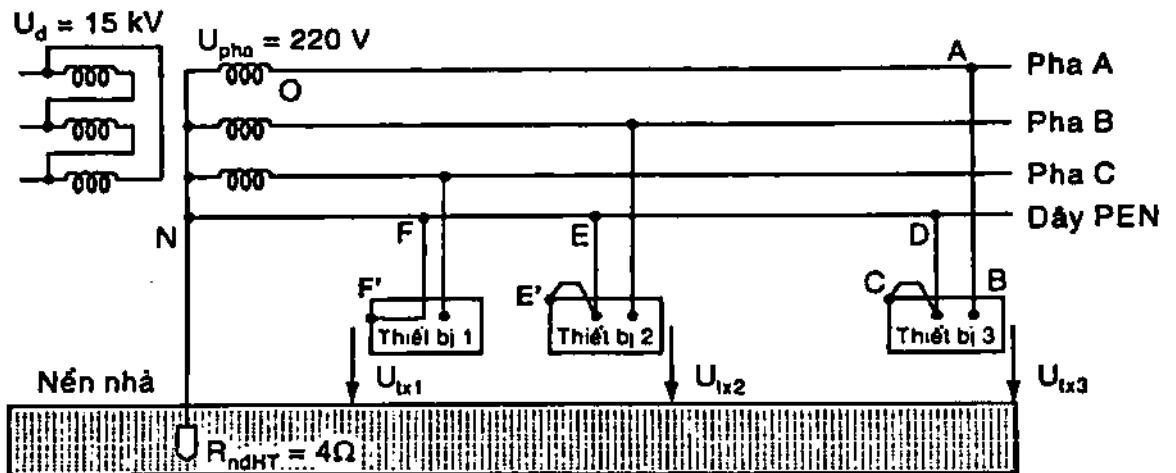 U_d = 15 kV
U_pha = 220 V
O
A
Pha A
Pha B
Pha C
Dây PEN
N
F
E
D
F'
E'
C
B
Thiết bị 1
Thiết bị 2
Thiết bị 3
U_tx1
U_tx2
U_tx3
Nền nhà
R_ndHT = 4Ω